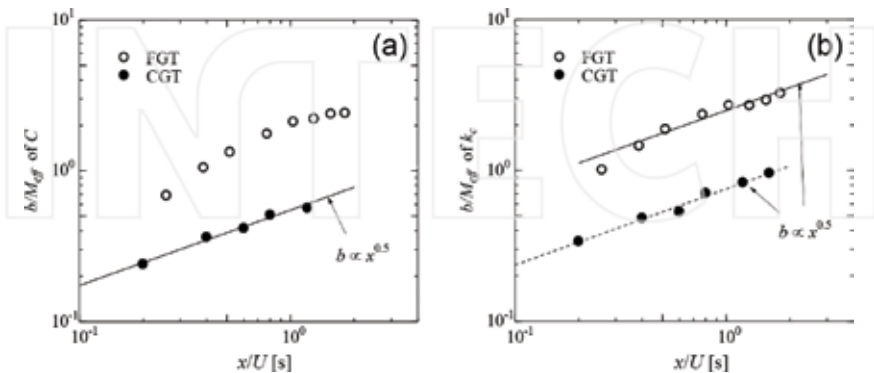 INTECH
(a)
FGT
CGT
b/M_eff of C
10^1
10^0
10^-1
10^-1
10^0
b ∝ x^0.5
x/U [s]
(b)
FGT
CGT
b/M_eff of k_c
10^1
10^0
10^-1
10^-1
10^0
b ∝ x^0.5
x/U [s]